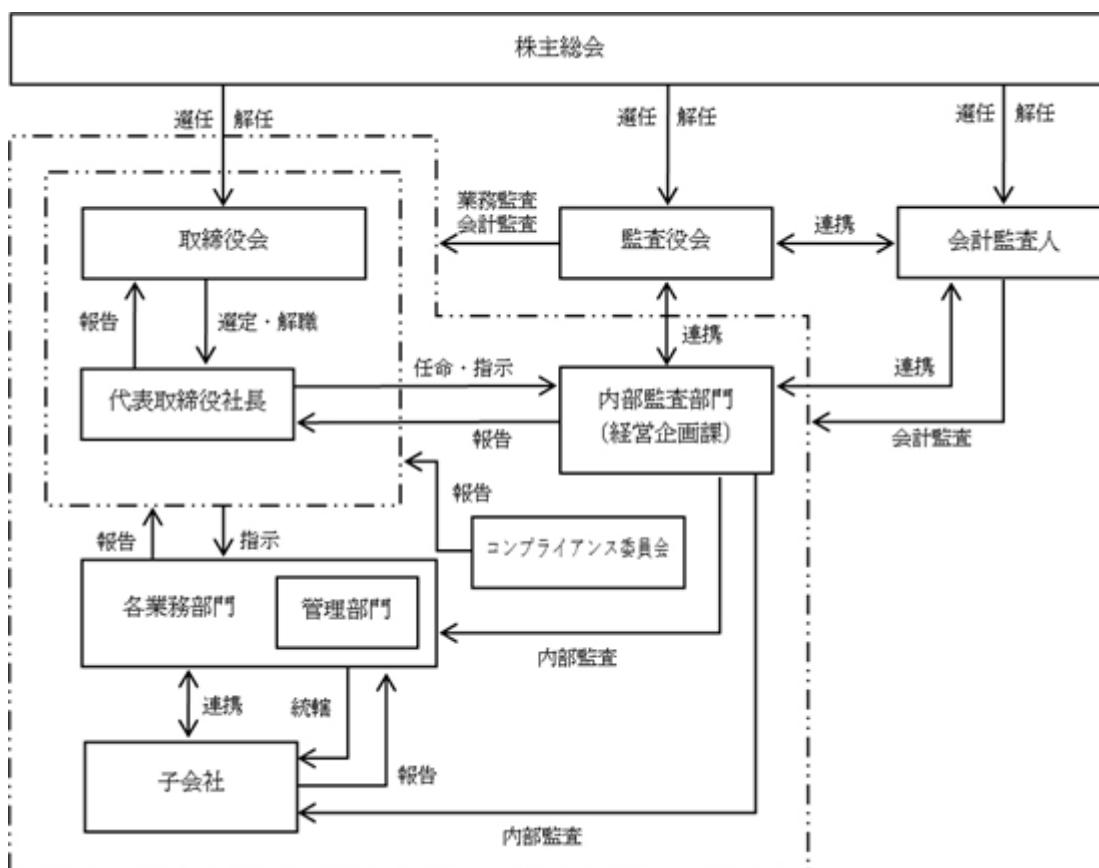 株主総会
選任 解任
選任 解任
選任 解任
取締役会
業務監査
会計監査
監査役会
連携
会計監査人
報告
選定・解職
連携
代表取締役社長
任命・指示
報告
内部監査部門
(経営企画課)
連携
会計監査
報告
コンプライアンス委員会
報告
指示
各業務部門
管理部門
内部監査
連携
統轄
子会社
報告
内部監査